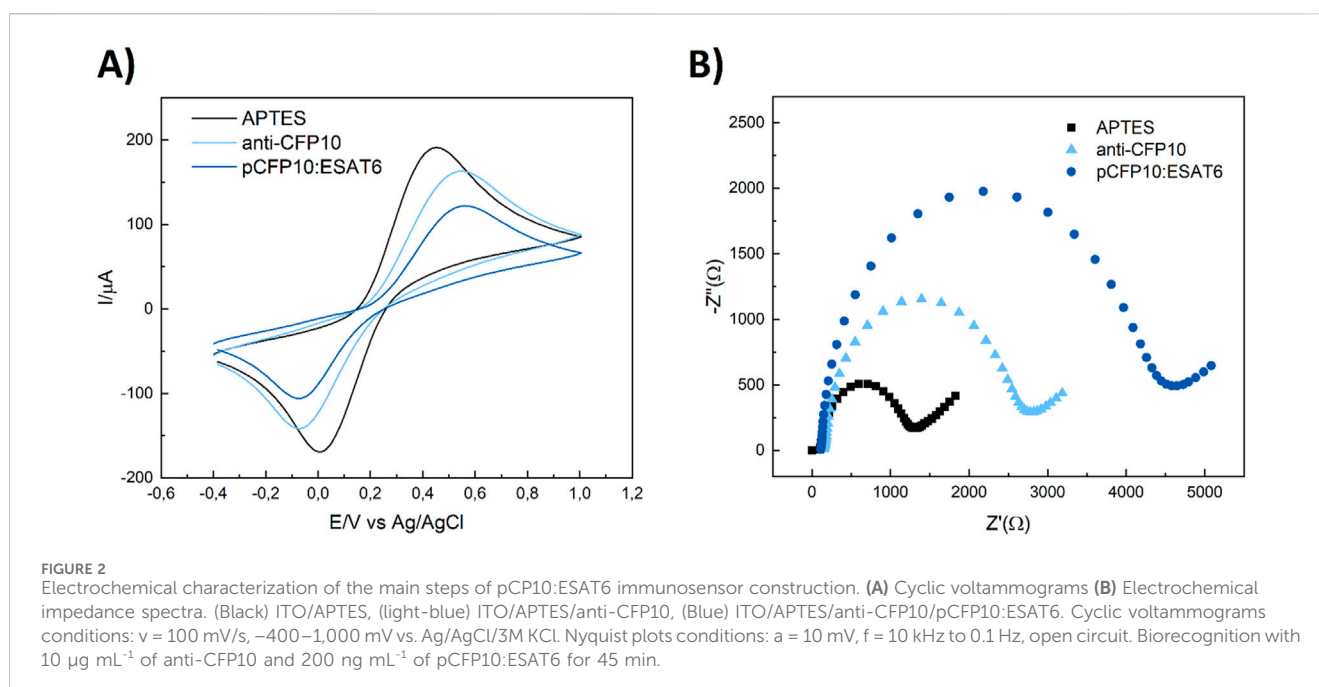 A)
APTES
anti-CFP10
pCFP10:ESAT6
200
100
0
-100
-200
I/µA
-0,6 -0,4 -0,2 0,0 0,2 0,4 0,6 0,8 1,0 1,2
E/V vs Ag/AgCl
B)
APTES
anti-CFP10
pCFP10:ESAT6
2500
2000
1500
1000
500
0
-Z''(Ω)
0 1000 2000 3000 4000 5000
Z'(Ω)
FIGURE 2
Electrochemical characterization of the main steps of pCP10:ESAT6 immunosensor construction. (A) Cyclic voltammograms (B) Electrochemical
impedance spectra. (Black) ITO/APTES, (light-blue) ITO/APTES/anti-CFP10, (Blue) ITO/APTES/anti-CFP10/pCFP10:ESAT6. Cyclic voltammograms
conditions: v = 100 mV/s, −400–1,000 mV vs. Ag/AgCl/3M KCl. Nyquist plots conditions: a = 10 mV, f = 10 kHz to 0.1 Hz, open circuit. Biorecognition with
10 µg mL⁻¹ of anti-CFP10 and 200 ng mL⁻¹ of pCFP10:ESAT6 for 45 min.